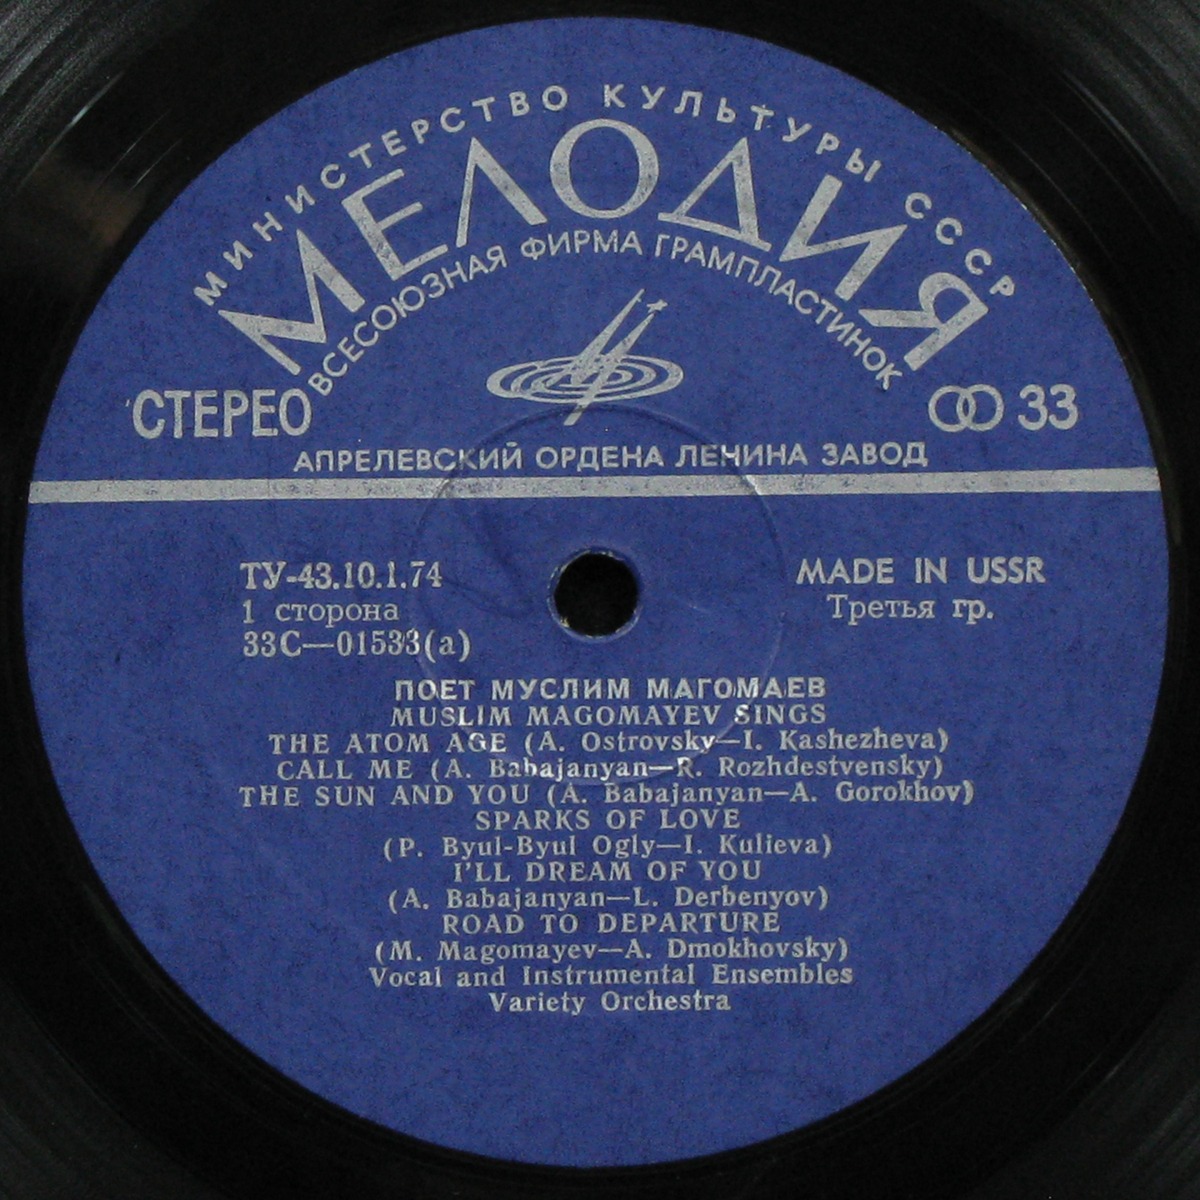 МИНИСТЕРСТВО КУЛЬТУРЫ СССР
МЕЛОДИЯ
ВСЕСОЮЗНАЯ ФИРМА ГРАМПЛАСТИНОК
СТЕРЕО
33
АПРЕЛЕВСКИЙ ОРДЕНА ЛЕНИНА ЗАВОД
ТУ-43.10.1.74
1 сторона
33С—01533(а)
MADE IN USSR
Третья гр.
ПОЕТ МУСЛИМ МАГОМАЕВ
MUSLIM MAGOMAYEV SINGS
THE ATOM AGE (A. Ostrovsky—I. Kashezheva)
CALL ME (A. Babajanyan—R. Rozhdestvensky)
THE SUN AND YOU (A. Babajanyan—A. Gorokhov)
SPARKS OF LOVE
(P. Byul-Byul Ogly—I. Kulieva)
I'LL DREAM OF YOU
(A. Babajanyan—L. Derbenyov)
ROAD TO DEPARTURE
(M. Magomayev—A. Dmokhovsky)
Vocal and Instrumental Ensembles
Variety Orchestra